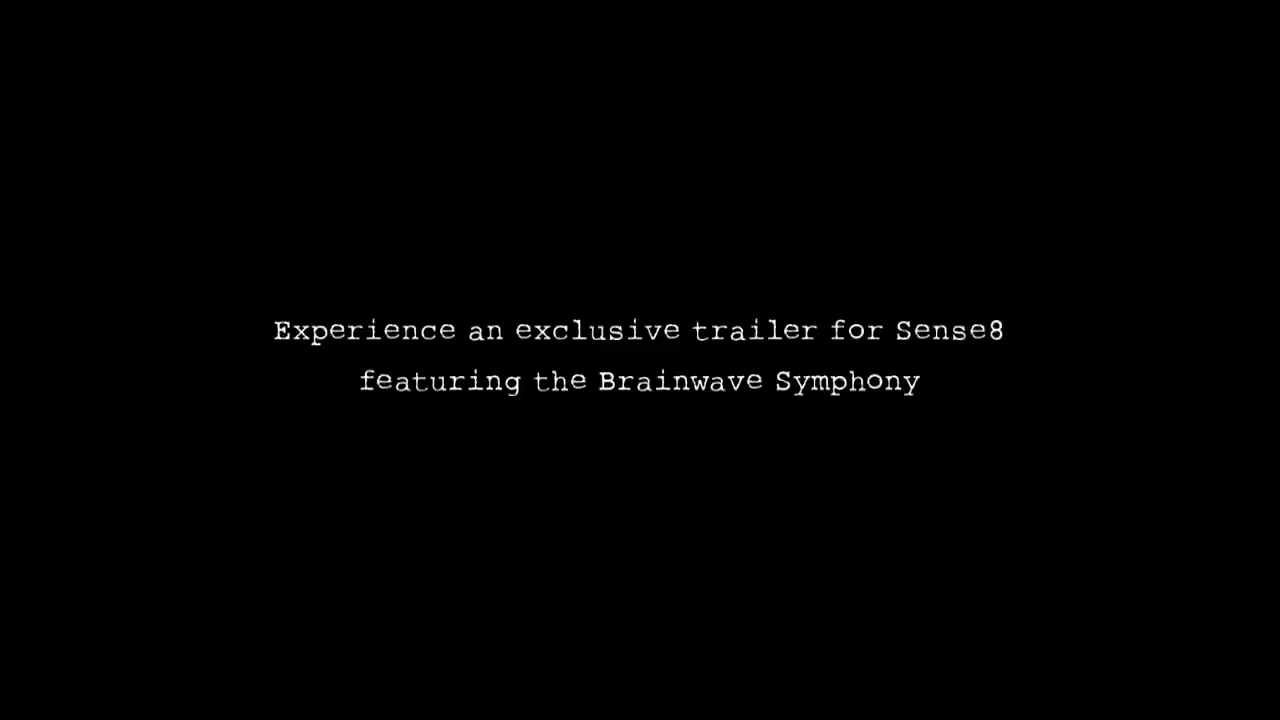 Experience an exclusive trailer for Sense8
featuring the Brainwave Symphony